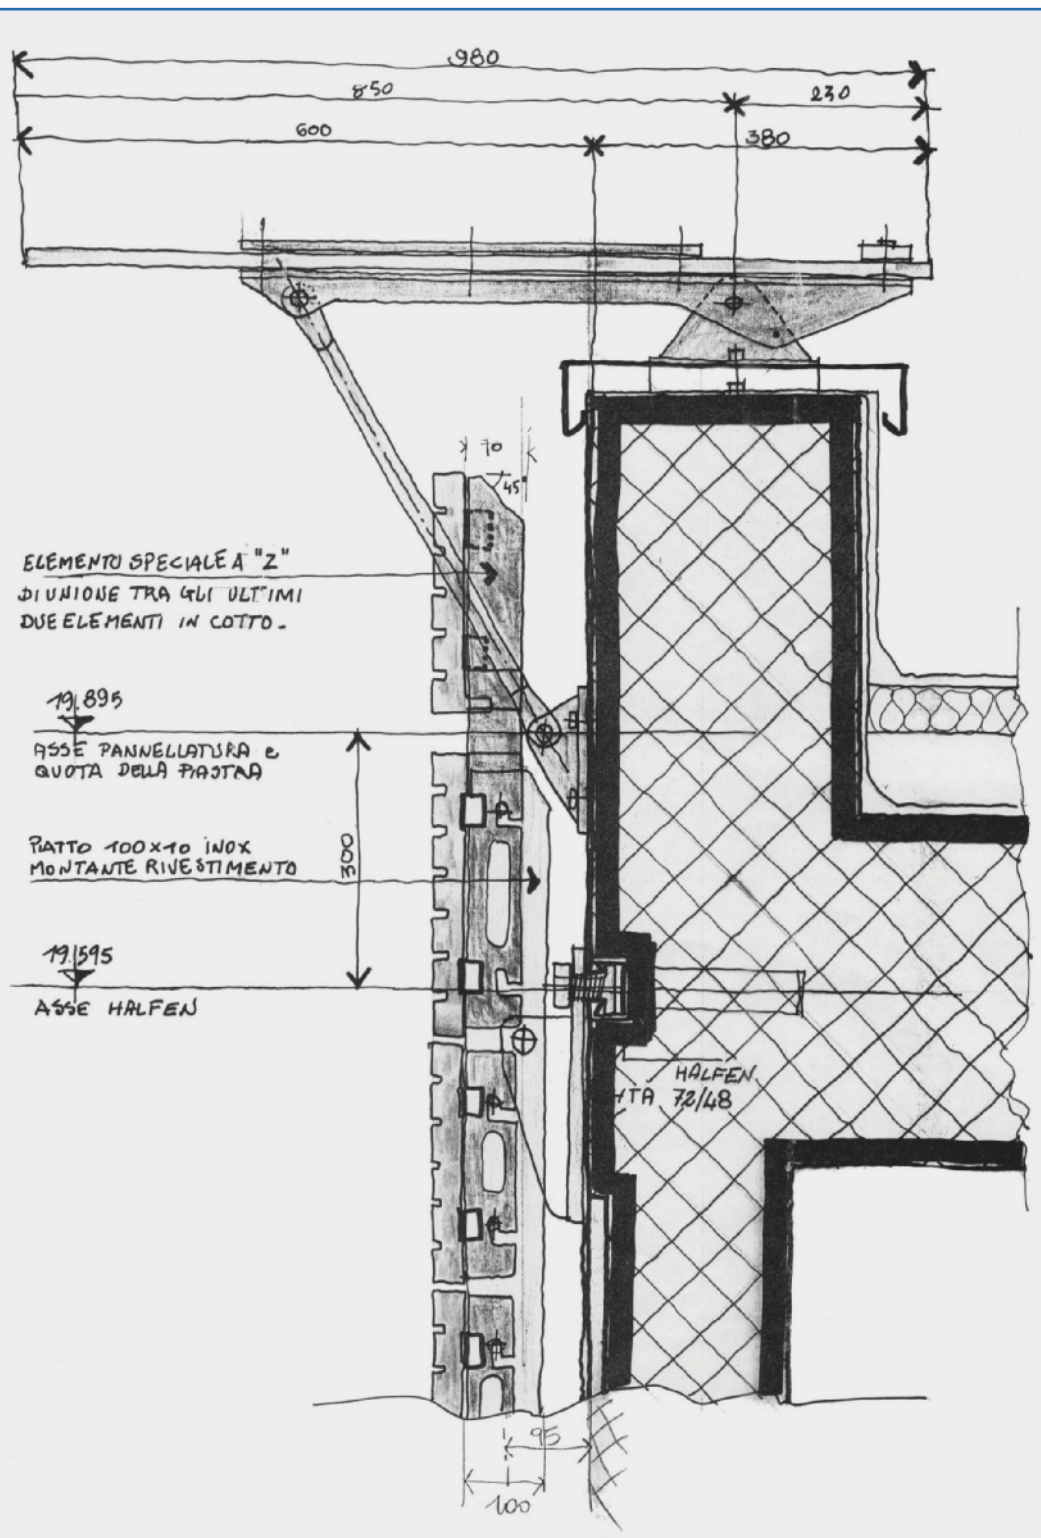 980
850
230
600
380
70
45°
ELEMENTO SPECIALE A "Z"
DI UNIONE TRA GLI ULTIMI
DUE ELEMENTI IN COTTO.
19.895
ASSE PANNELLATURA e
QUOTA DELLA PIASTRA
PIATTO 100×10 INOX
MONTANTE RIVESTIMENTO
300
19.595
ASSE HALFEN
HALFEN
HTA 72/48
95
100